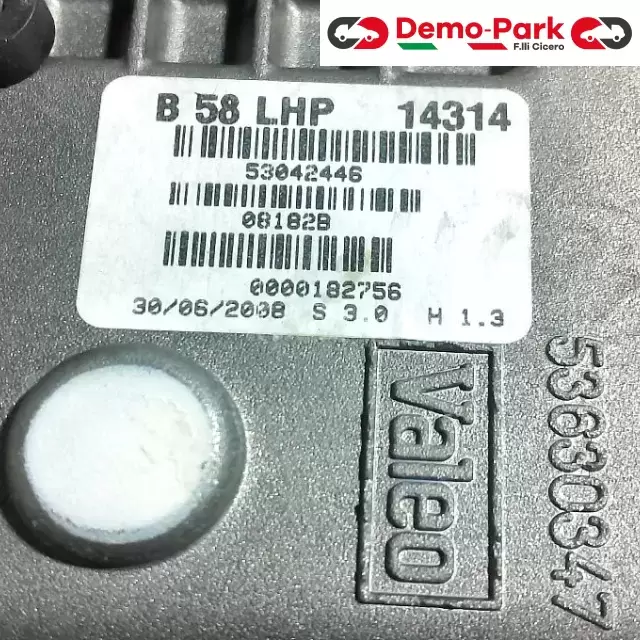 Demo-Park
F.lli Cicero
B 58 LHP 14314
53042446
08182B
0000182756
30/06/2008 S 3.0 H 1.3
Valeo
53630347